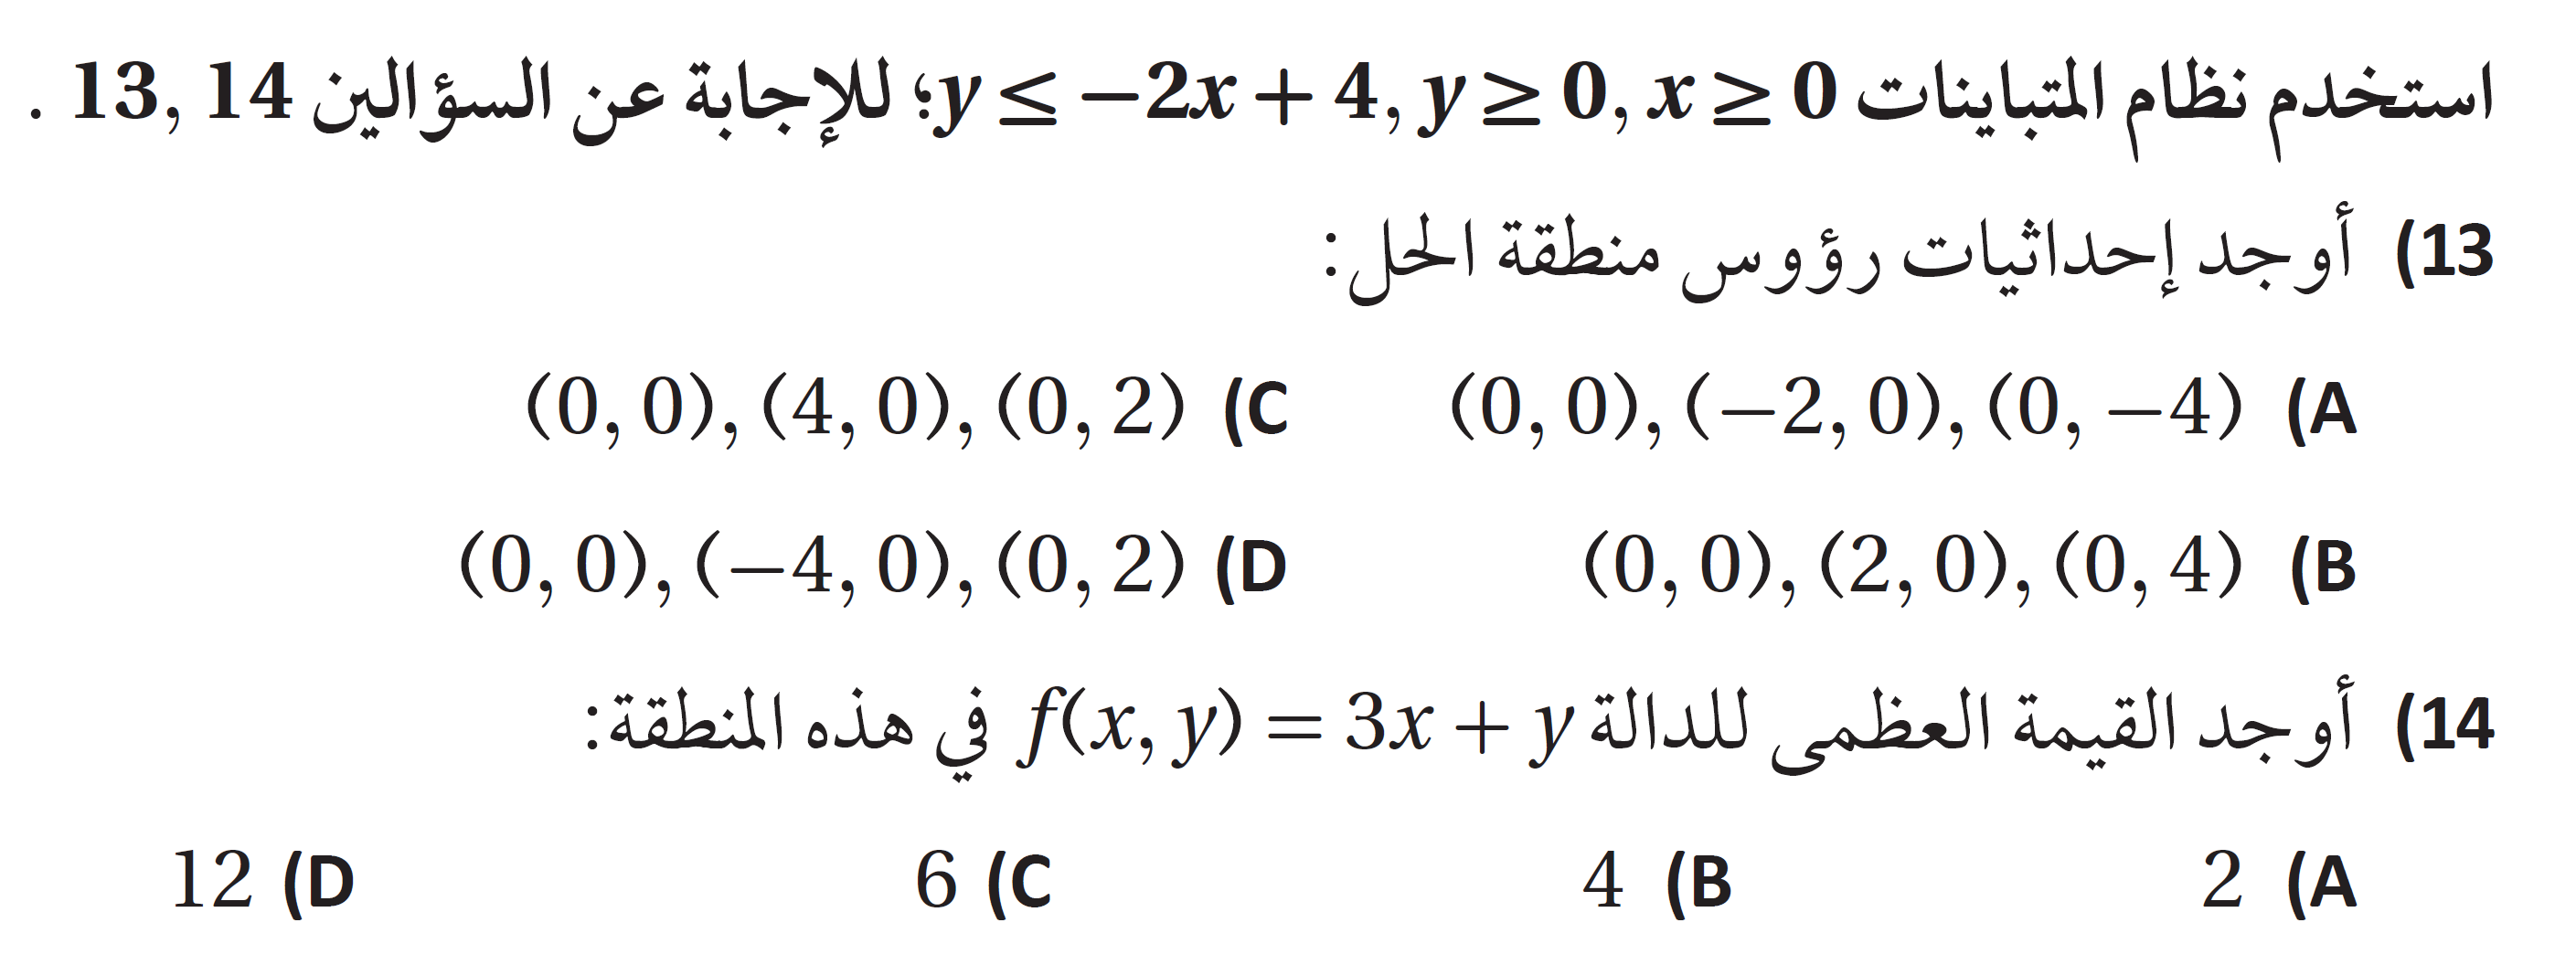 استخدم نظام المتباينات y ≤ −2x + 4, y ≥ 0, x ≥ 0؛ للإجابة عن السؤالين 13, 14 .
13) أوجد إحداثيات رؤوس منطقة الحل:
A) (0, 0), (−2, 0), (0, −4) C) (0, 0), (4, 0), (0, 2)
B) (0, 0), (2, 0), (0, 4) D) (0, 0), (−4, 0), (0, 2)
14) أوجد القيمة العظمى للدالة f(x, y) = 3x + y في هذه المنطقة:
A) 2 B) 4 C) 6 D) 12